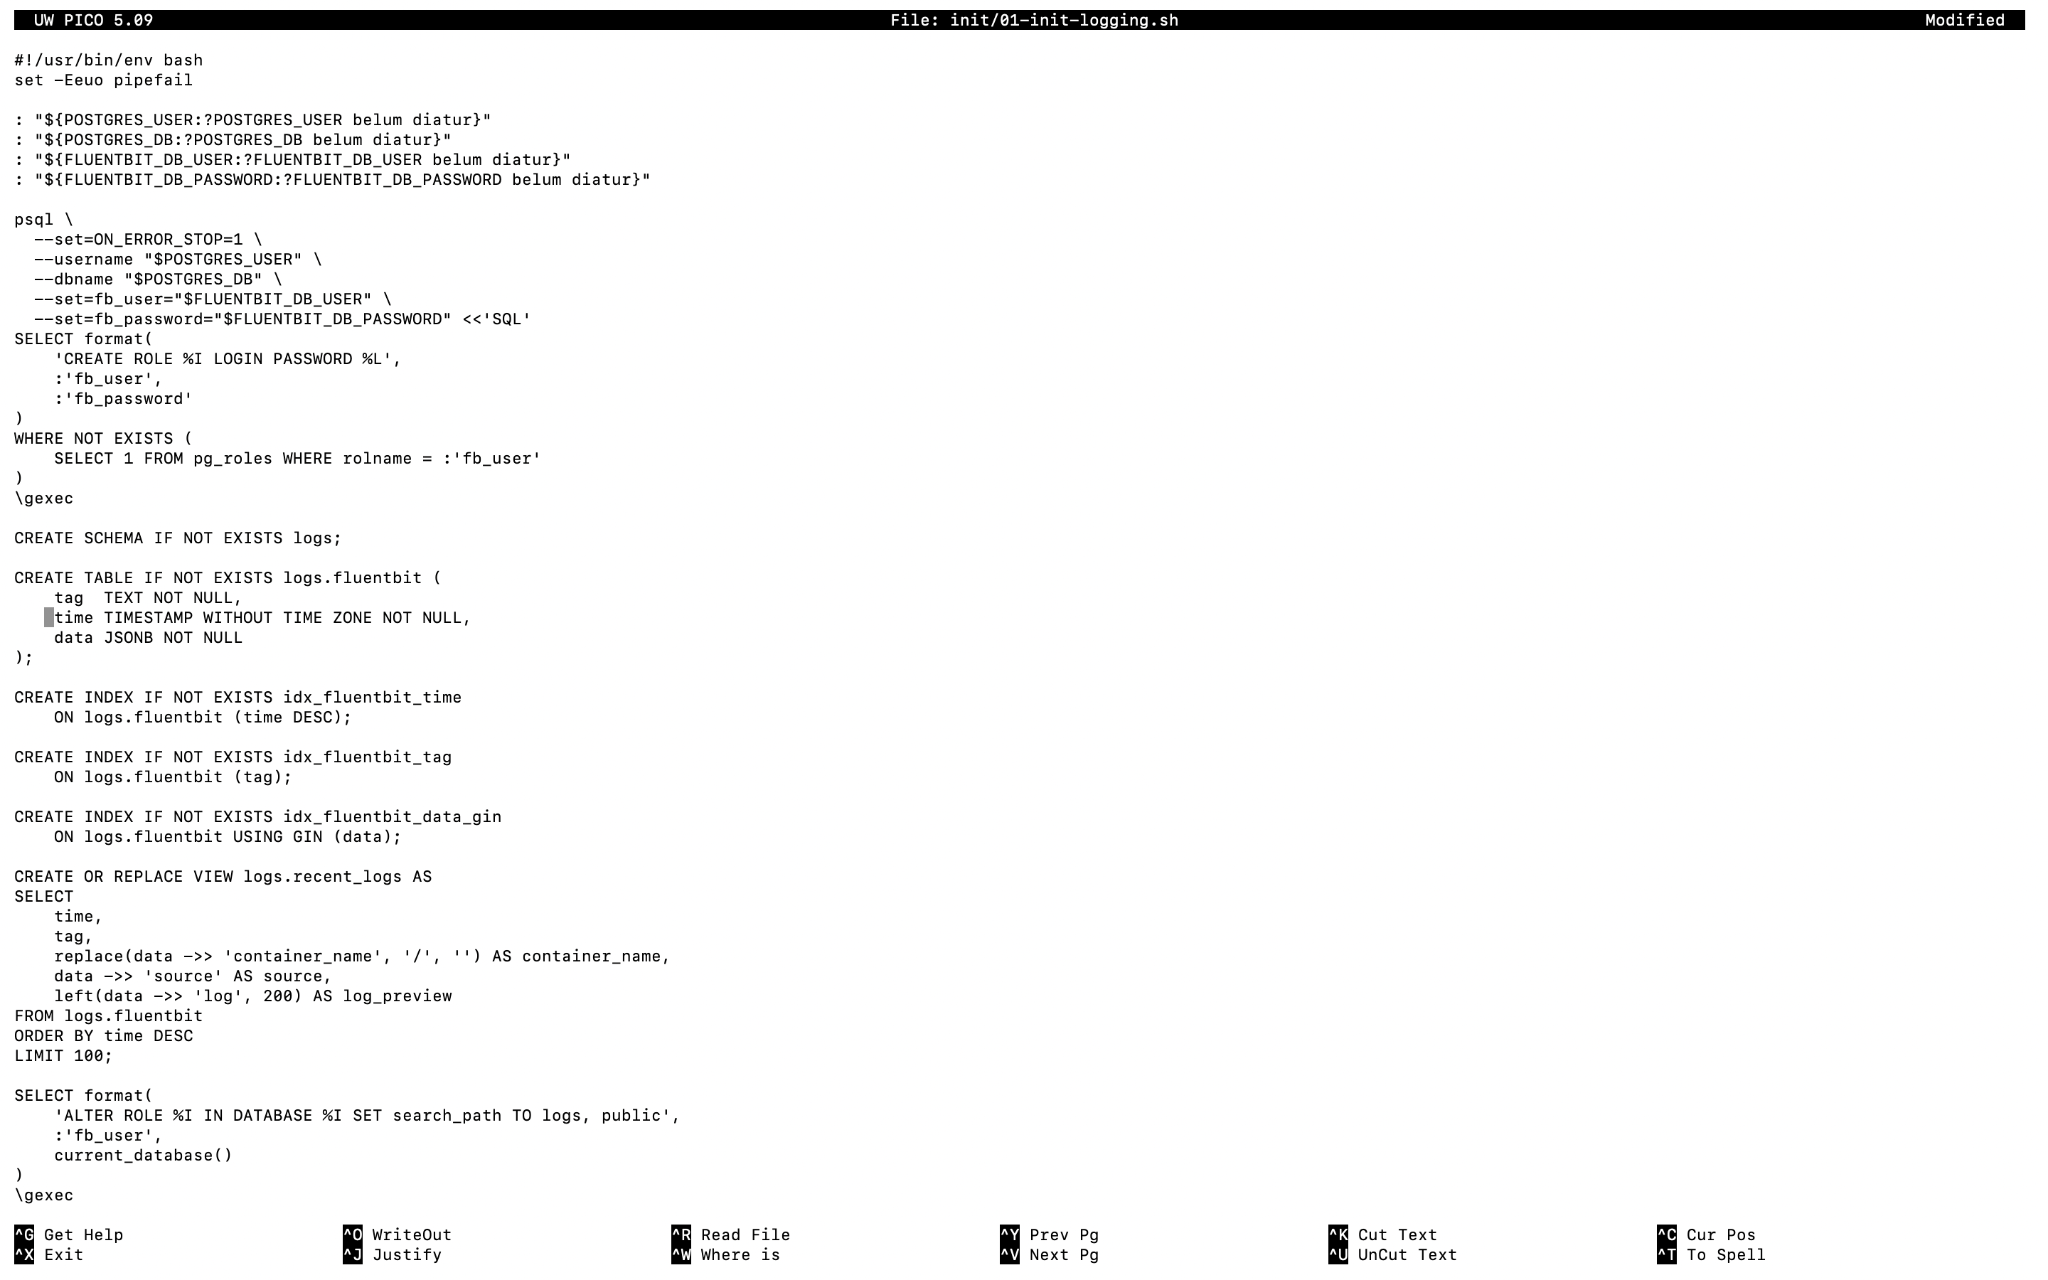 UW PICO 5.09 File: init/01-init-logging.sh Modified
#!/usr/bin/env bash
set -Eeuo pipefail
: "${POSTGRES_USER:?POSTGRES_USER belum diatur}"
: "${POSTGRES_DB:?POSTGRES_DB belum diatur}"
: "${FLUENTBIT_DB_USER:?FLUENTBIT_DB_USER belum diatur}"
: "${FLUENTBIT_DB_PASSWORD:?FLUENTBIT_DB_PASSWORD belum diatur}"
psql \
  --set=ON_ERROR_STOP=1 \
  --username "$POSTGRES_USER" \
  --dbname "$POSTGRES_DB" \
  --set=fb_user="$FLUENTBIT_DB_USER" \
  --set=fb_password="$FLUENTBIT_DB_PASSWORD" <<'SQL'
SELECT format(
    'CREATE ROLE %I LOGIN PASSWORD %L',
    :'fb_user',
    :'fb_password'
)
WHERE NOT EXISTS (
    SELECT 1 FROM pg_roles WHERE rolname = :'fb_user'
)
\gexec
CREATE SCHEMA IF NOT EXISTS logs;
CREATE TABLE IF NOT EXISTS logs.fluentbit (
    tag  TEXT NOT NULL,
    time TIMESTAMP WITHOUT TIME ZONE NOT NULL,
    data JSONB NOT NULL
);
CREATE INDEX IF NOT EXISTS idx_fluentbit_time
    ON logs.fluentbit (time DESC);
CREATE INDEX IF NOT EXISTS idx_fluentbit_tag
    ON logs.fluentbit (tag);
CREATE INDEX IF NOT EXISTS idx_fluentbit_data_gin
    ON logs.fluentbit USING GIN (data);
CREATE OR REPLACE VIEW logs.recent_logs AS
SELECT
    time,
    tag,
    replace(data ->> 'container_name', '/', '') AS container_name,
    data ->> 'source' AS source,
    left(data ->> 'log', 200) AS log_preview
FROM logs.fluentbit
ORDER BY time DESC
LIMIT 100;
SELECT format(
    'ALTER ROLE %I IN DATABASE %I SET search_path TO logs, public',
    :'fb_user',
    current_database()
)
\gexec
^G Get Help ^O WriteOut ^R Read File ^Y Prev Pg ^K Cut Text ^C Cur Pos
^X Exit ^J Justify ^W Where is ^V Next Pg ^U UnCut Text ^T To Spell